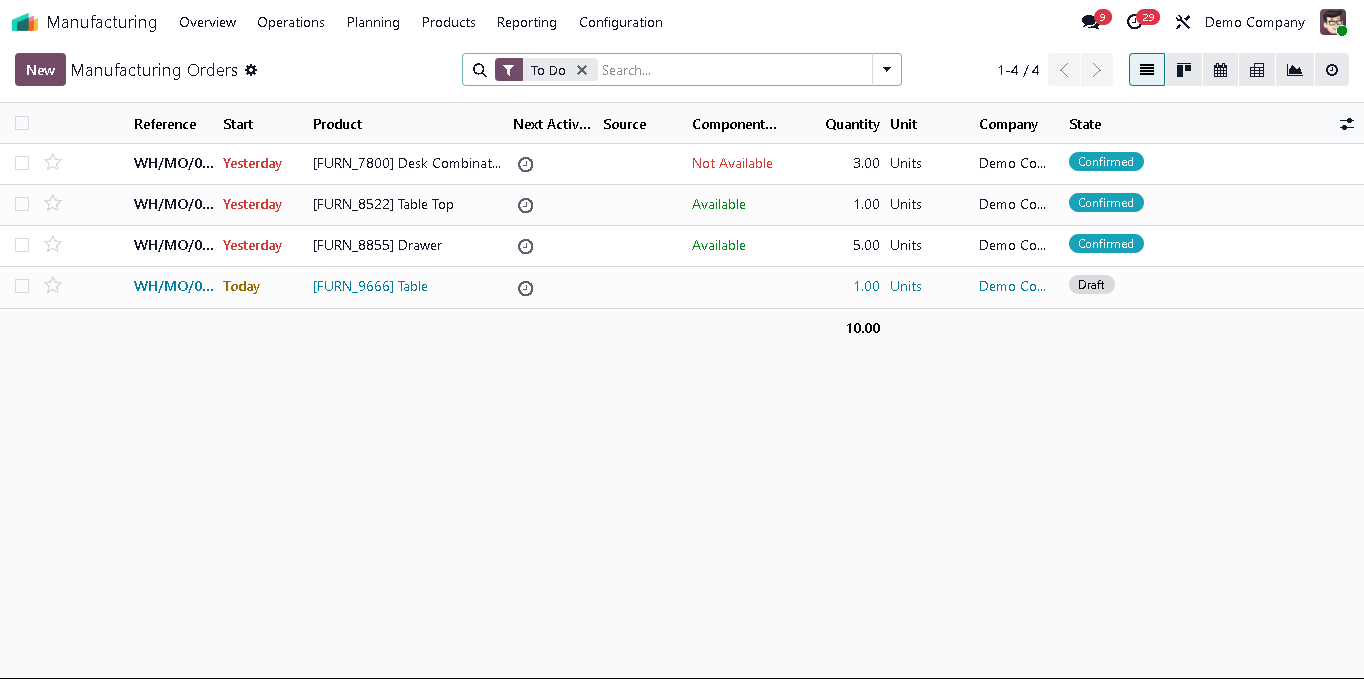 Manufacturing Overview Operations Planning Products Reporting Configuration 9 29 Demo Company
New Manufacturing Orders To Do Search... 1-4 / 4
Reference Start Product Next Activ... Source Component... Quantity Unit Company State
WH/MO/0... Yesterday [FURN_7800] Desk Combinat... Not Available 3.00 Units Demo Co... Confirmed
WH/MO/0... Yesterday [FURN_8522] Table Top Available 1.00 Units Demo Co... Confirmed
WH/MO/0... Yesterday [FURN_8855] Drawer Available 5.00 Units Demo Co... Confirmed
WH/MO/0... Today [FURN_9666] Table 1.00 Units Demo Co... Draft
10.00